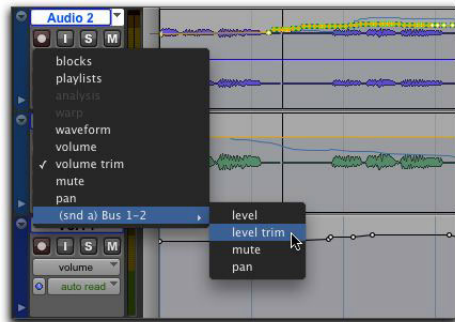 Audio 2
I S M
blocks
playlists
analysis
warp
waveform
volume
✓ volume trim
mute
pan
(snd a) Bus 1-2
level
level trim
mute
pan
I S M
volume
auto read